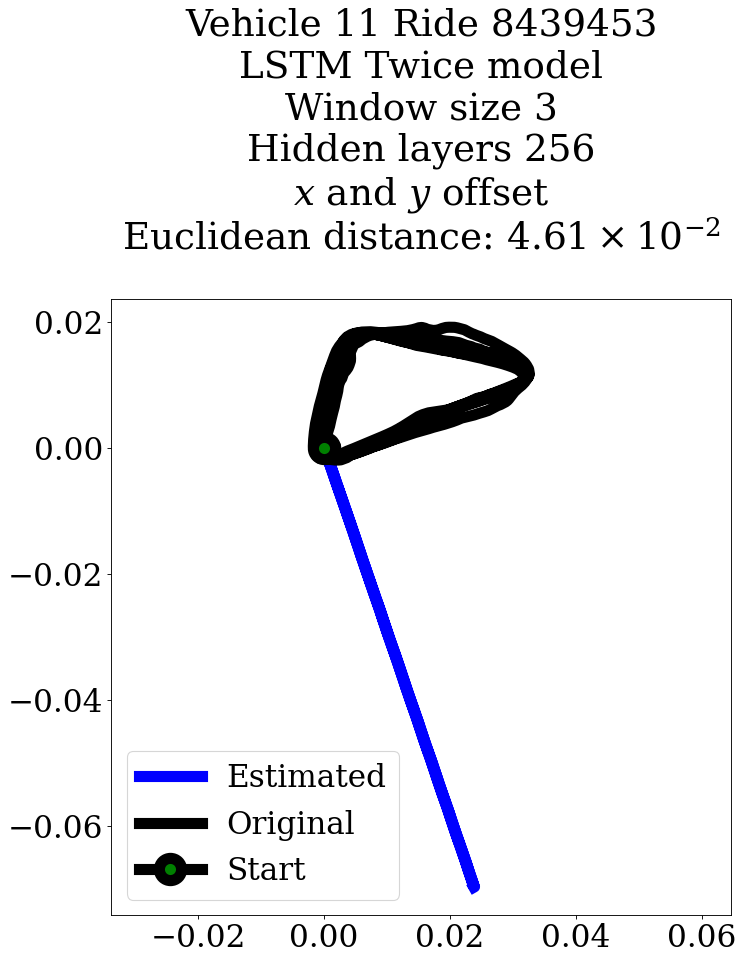 Vehicle 11 Ride 8439453
LSTM Twice model
Window size 3
Hidden layers 256
x and y offset
Euclidean distance: 4.61 × 10⁻²
0.02
0.00
−0.02
−0.04
−0.06
Estimated
Original
Start
−0.02 0.00 0.02 0.04 0.06